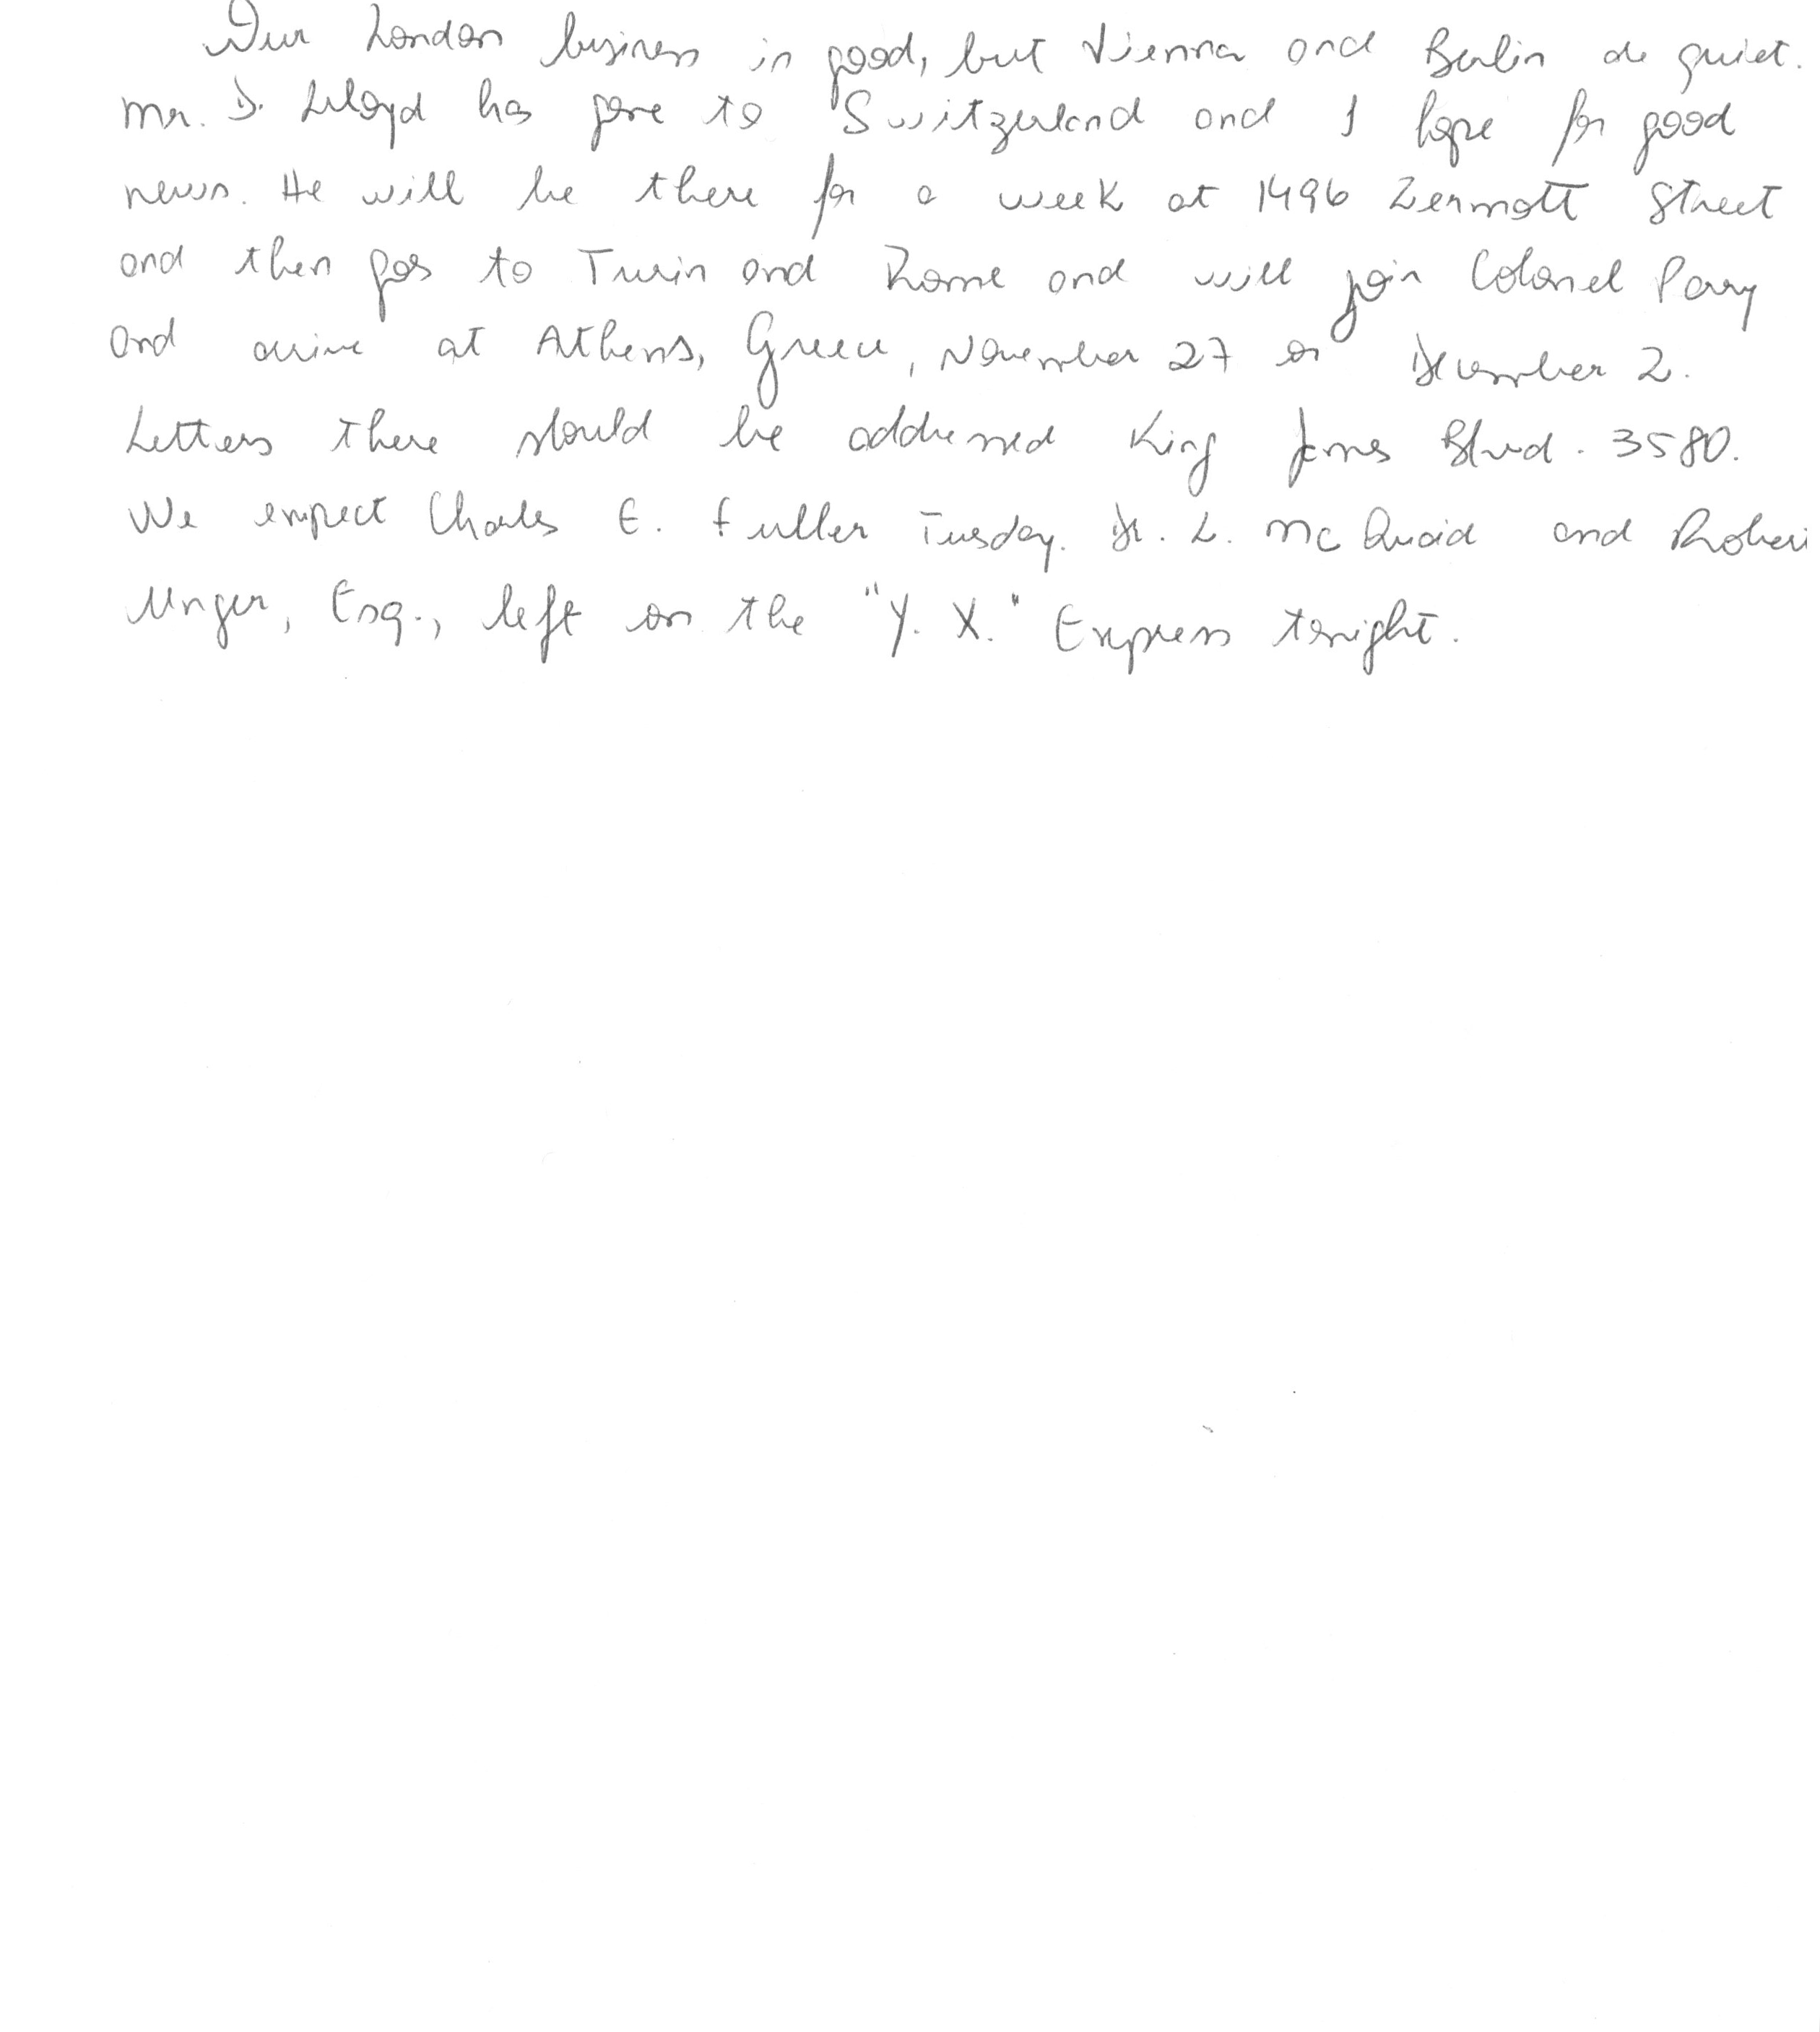 Our London business is good, but Vienna and Berlin are quiet.
Mr. D. Lloyd has gone to Switzerland and I hope for good
news. He will be there for a week at 1496 Zermott Street
and then goes to Turin and Rome and will join Colonel Parry
and arrive at Athens, Greece, November 27 or December 2.
Letters there should be addressed King James Blvd. 3580.
We expect Charles E. Fuller Tuesday. Dr. L. McQuaid and Robert
Unger, Esq., left on the "Y. X." Express tonight.